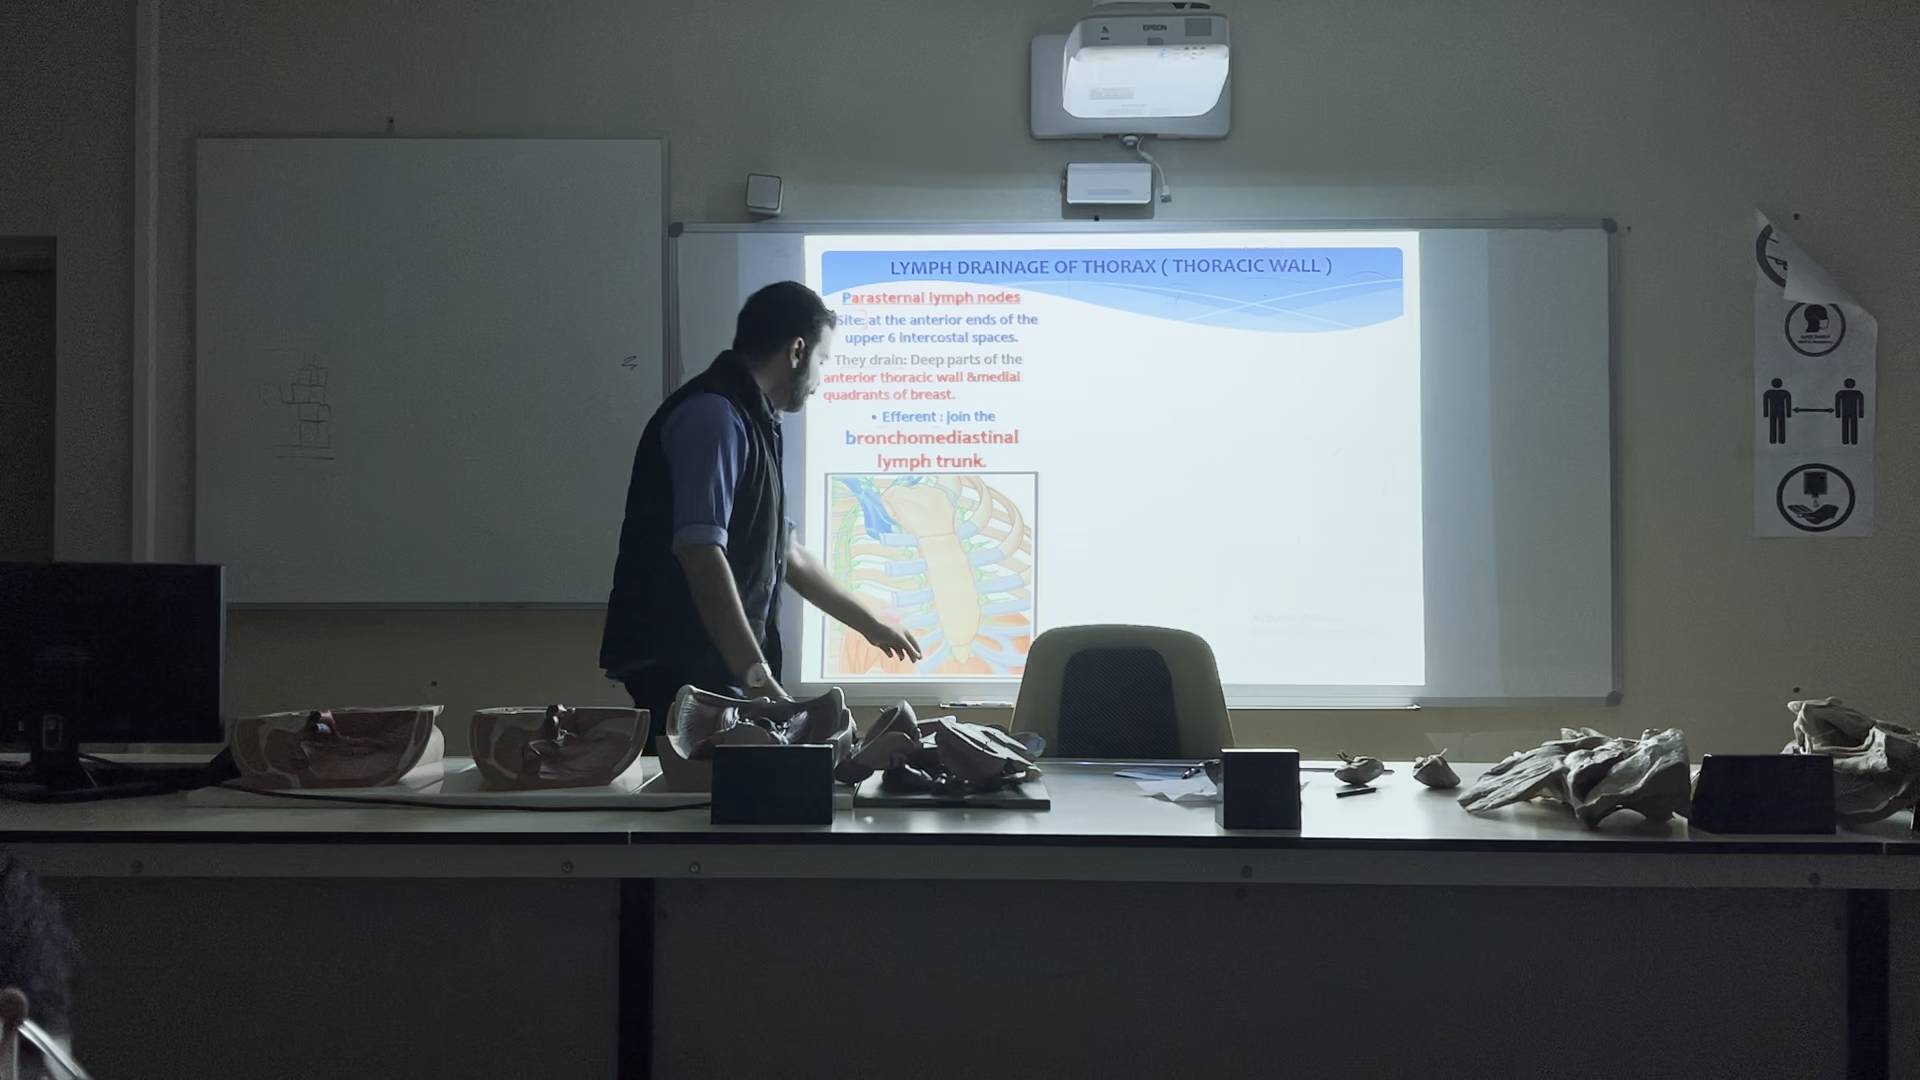 EPSON
LYMPH DRAINAGE OF THORAX ( THORACIC WALL )
Parasternal lymph nodes
Site: at the anterior ends of the
upper 6 intercostal spaces.
They drain: Deep parts of the
anterior thoracic wall &medial
quadrants of breast.
• Efferent : join the
bronchomediastinal
lymph trunk.